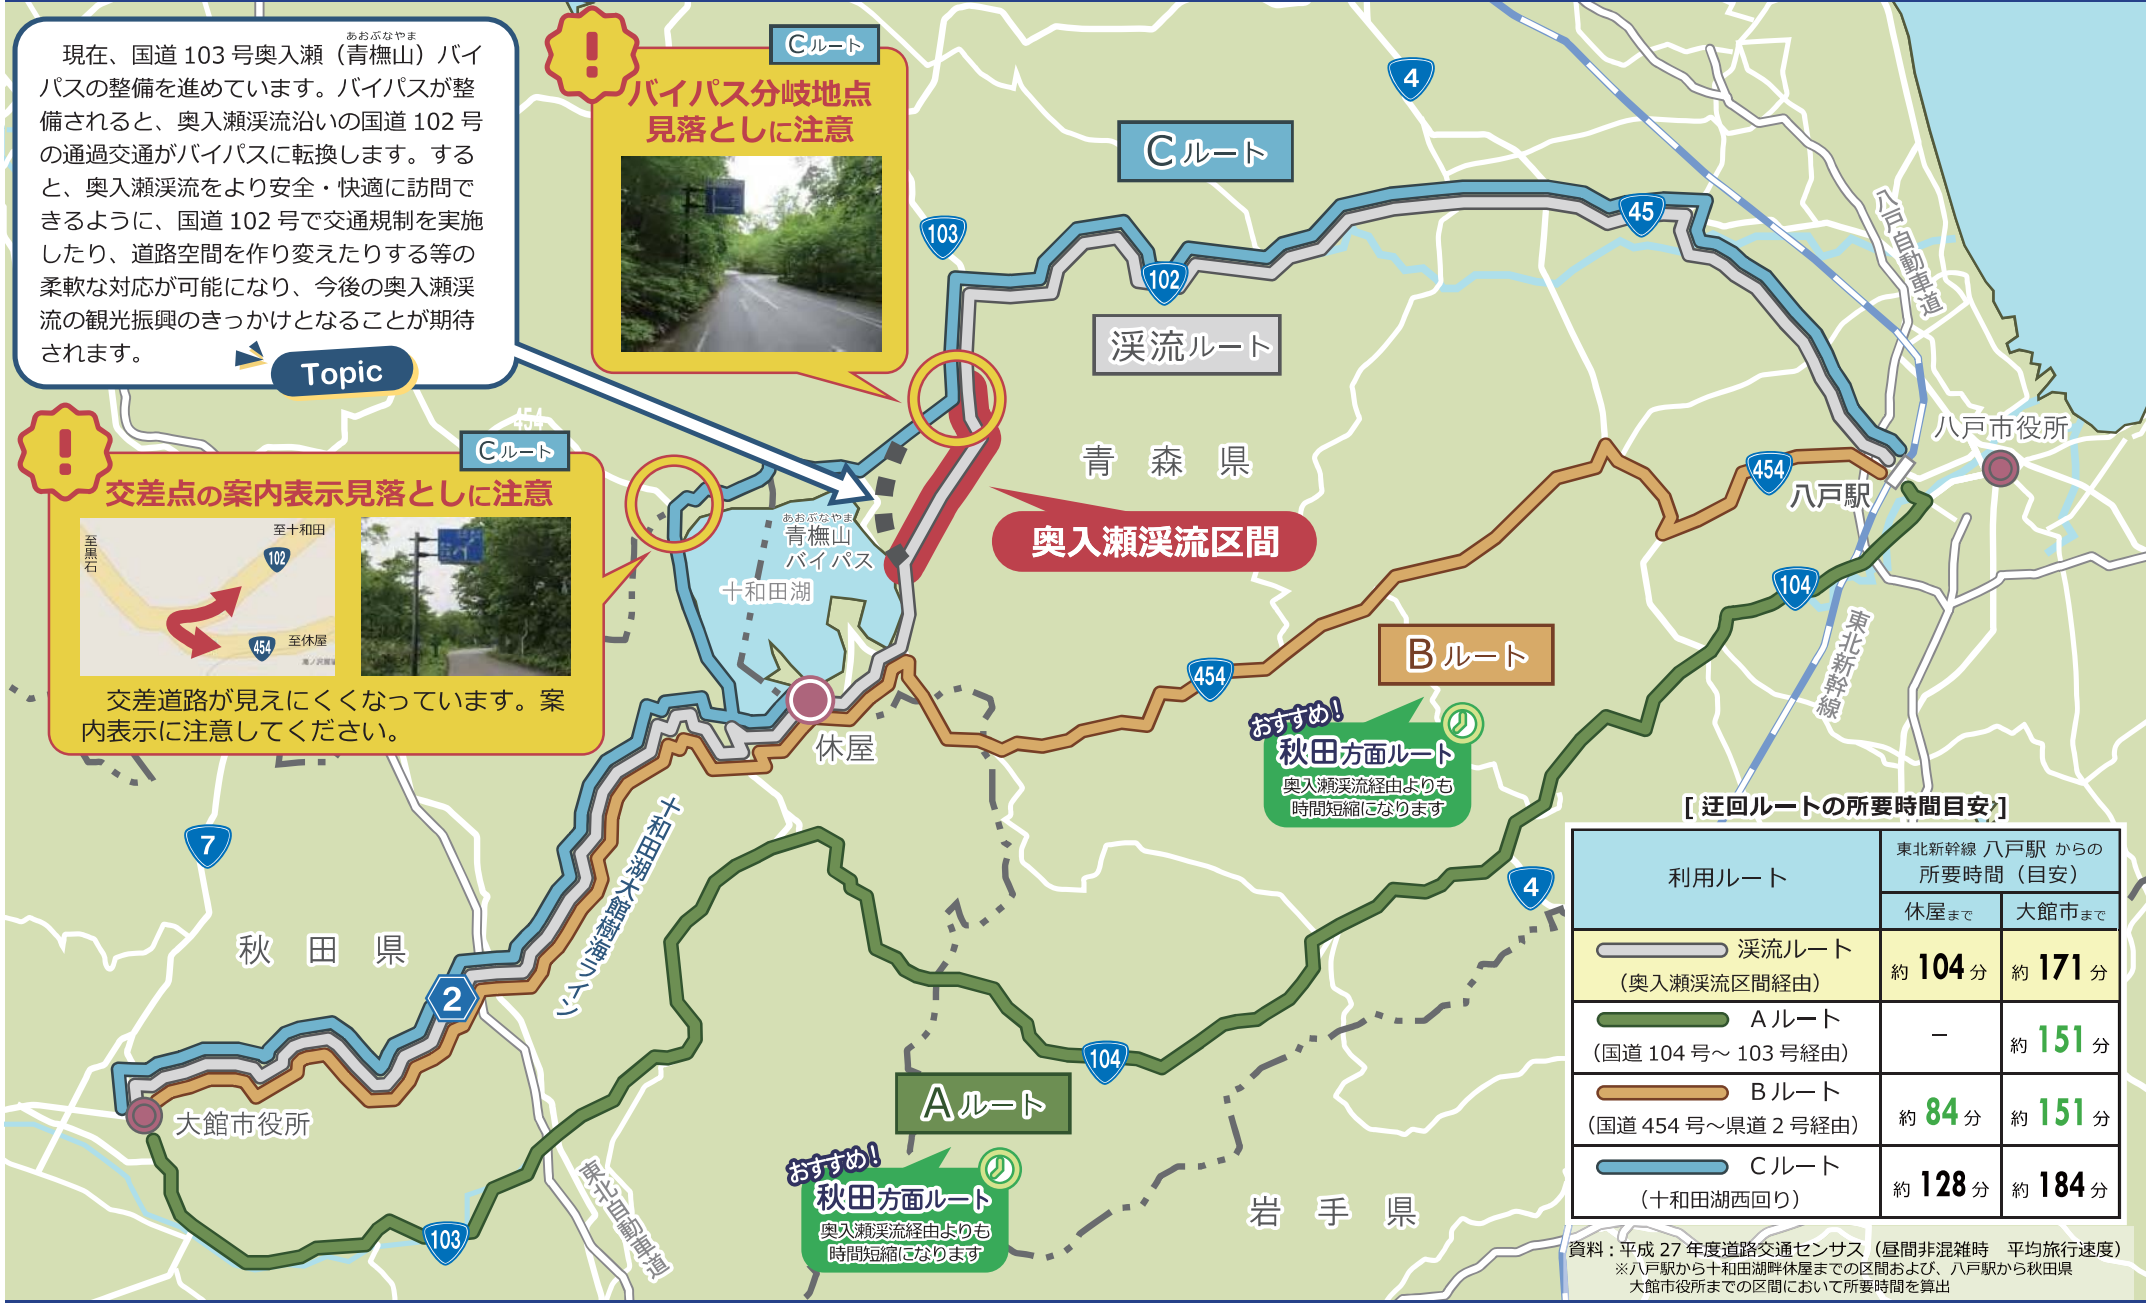 あおぶなやま
現在、国道 103 号奥入瀬（青橅山）バイ
パスの整備を進めています。バイパスが整
備されると、奥入瀬渓流沿いの国道 102 号
の通過交通がバイパスに転換します。する
と、奥入瀬渓流をより安全・快適に訪問で
きるように、国道 102 号で交通規制を実施
したり、道路空間を作り変えたりする等の
柔軟な対応が可能になり、今後の奥入瀬渓
流の観光振興のきっかけとなることが期待
されます。
Topic
!
Cルート
バイパス分岐地点
見落としに注意
!
Cルート
交差点の案内表示見落としに注意
至黒石
至十和田
102
454
至休屋
交差道路が見えにくくなっています。案
内表示に注意してください。
454
103
4
Cルート
102
45
渓流ルート
八戸自動車道
青森県
八戸市役所
八戸駅
454
奥入瀬渓流区間
あおぶなやま
青橅山
バイパス
十和田湖
休屋
104
東北新幹線
Bルート
454
おすすめ！
秋田方面ルート
奥入瀬渓流経由よりも
時間短縮になります
7
十和田湖大館樹海ライン
秋田県
2
4
104
Aルート
おすすめ！
秋田方面ルート
奥入瀬渓流経由よりも
時間短縮になります
大館市役所
103
東北自動車道
岩手県
[ 迂回ルートの所要時間目安 ]
利用ルート
東北新幹線 八戸駅 からの
所要時間（目安）
休屋まで
大館市まで
渓流ルート
（奥入瀬渓流区間経由）
約 104 分
約 171 分
A ルート
（国道 104 号～ 103 号経由）
−
約 151 分
B ルート
（国道 454 号～県道 2 号経由）
約 84 分
約 151 分
C ルート
（十和田湖西回り）
約 128 分
約 184 分
資料：平成 27 年度道路交通センサス（昼間非混雑時　平均旅行速度）
※八戸駅から十和田湖畔休屋までの区間および、八戸駅から秋田県
大館市役所までの区間において所要時間を算出